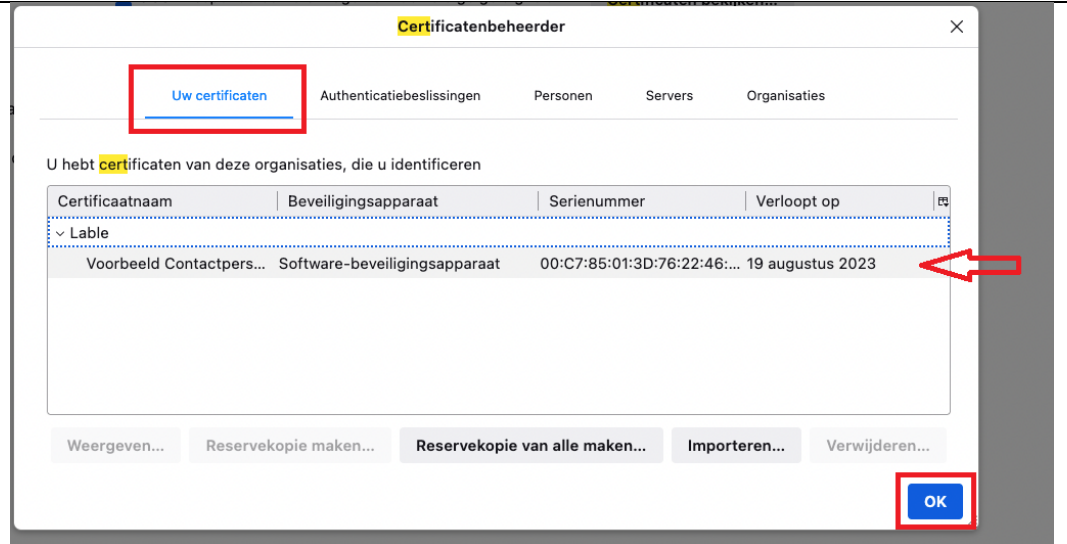 Certificaten bekijken...
Certificatenbeheerder
Uw certificaten Authenticatiebeslissingen Personen Servers Organisaties
U hebt certificaten van deze organisaties, die u identificeren
Certificaatnaam Beveiligingsapparaat Serienummer Verloopt op
Lable
Voorbeeld Contactpers... Software-beveiligingsapparaat 00:C7:85:01:3D:76:22:46:... 19 augustus 2023
Weergeven... Reservekopie maken... Reservekopie van alle maken... Importeren... Verwijderen...
OK